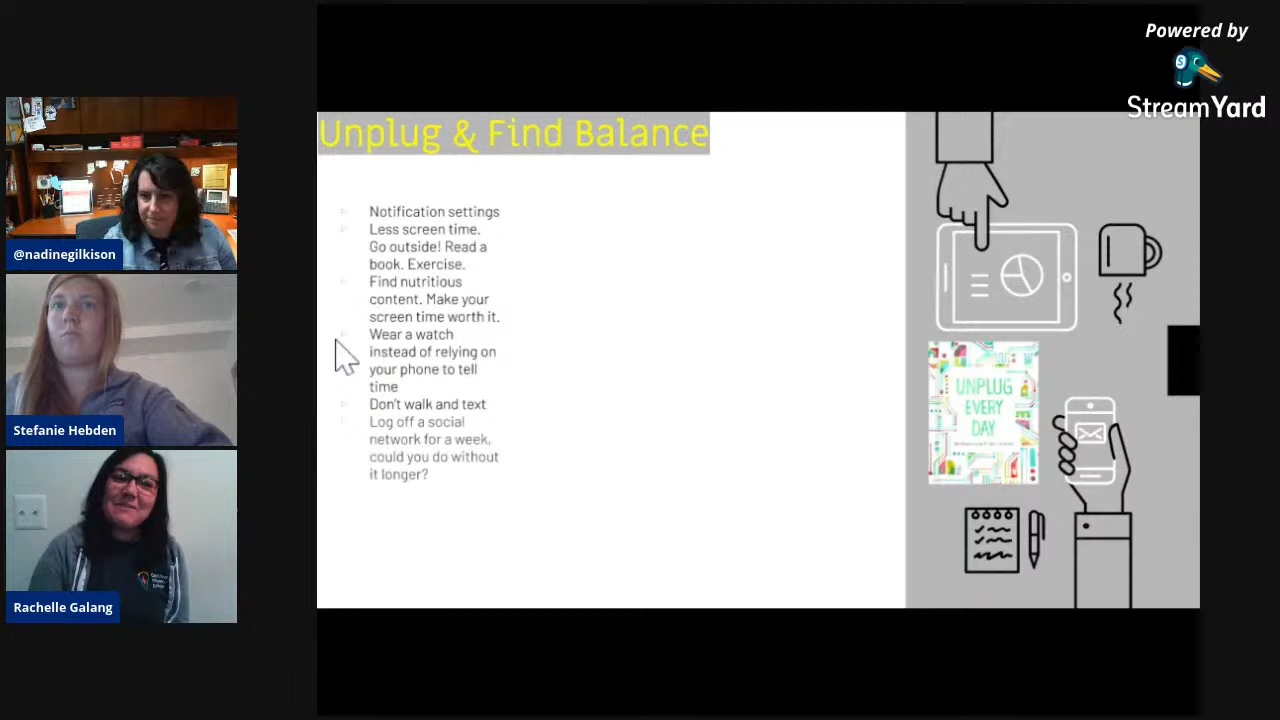 Powered by
StreamYard
Unplug & Find Balance
Notification settings
Less screen time.
Go outside! Read a
book. Exercise.
Find nutritious
content. Make your
screen time worth it.
Wear a watch
instead of relying on
your phone to tell
time
Don't walk and text
Log off a social
network for a week,
could you do without
it longer?
UNPLUG
EVERY
DAY
@nadinegilkison
Stefanie Hebden
Rachelle Galang